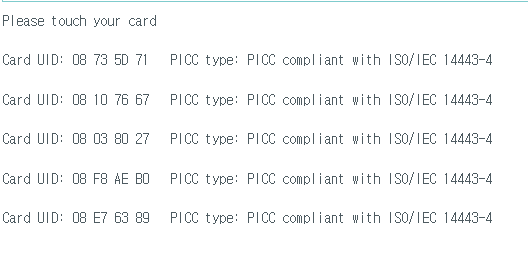 Please touch your card
Card UID: 08 73 5D 71   PICC type: PICC compliant with ISO/IEC 14443-4
Card UID: 08 10 76 67   PICC type: PICC compliant with ISO/IEC 14443-4
Card UID: 08 03 80 27   PICC type: PICC compliant with ISO/IEC 14443-4
Card UID: 08 F8 AE B0   PICC type: PICC compliant with ISO/IEC 14443-4
Card UID: 08 E7 63 89   PICC type: PICC compliant with ISO/IEC 14443-4